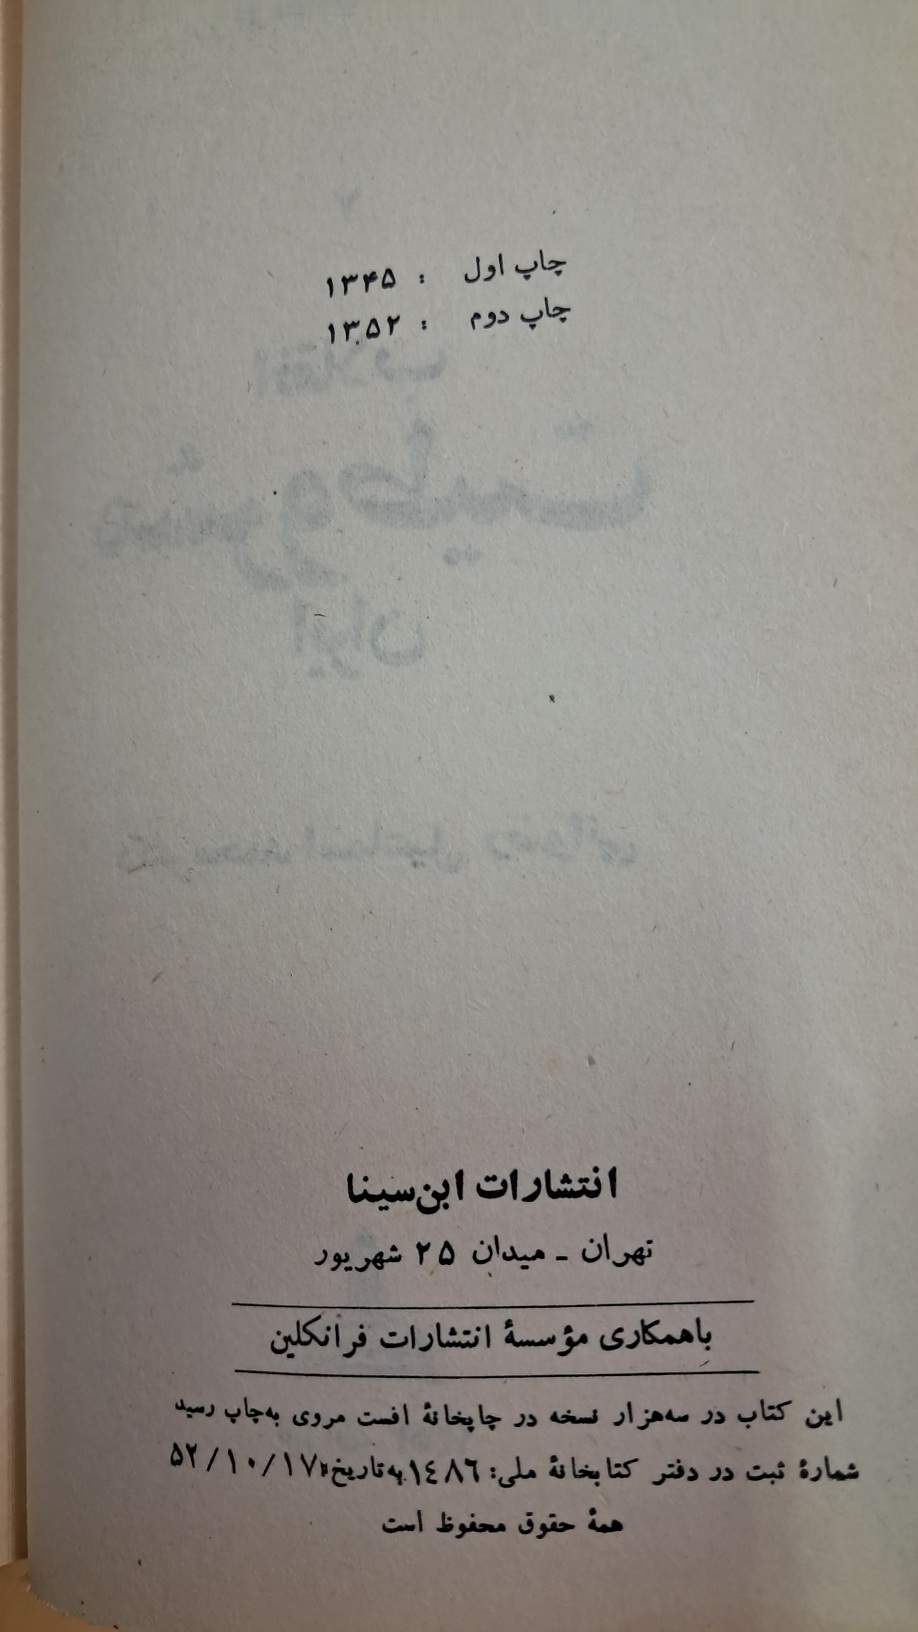 چاپ اول : ۱۳۴۵
چاپ دوم : ۱۳۵۲
انتشارات ابن‌سینا
تهران ـ میدان ۲۵ شهریور
باهمکاری مؤسسهٔ انتشارات فرانکلین
این کتاب در سه‌هزار نسخه در چاپخانهٔ افست مروی به‌چاپ رسید
شمارهٔ ثبت در دفتر کتابخانهٔ ملی: ۱٤۸٦ به‌تاریخ ۵۲/۱۰/۱۷
همهٔ حقوق محفوظ است